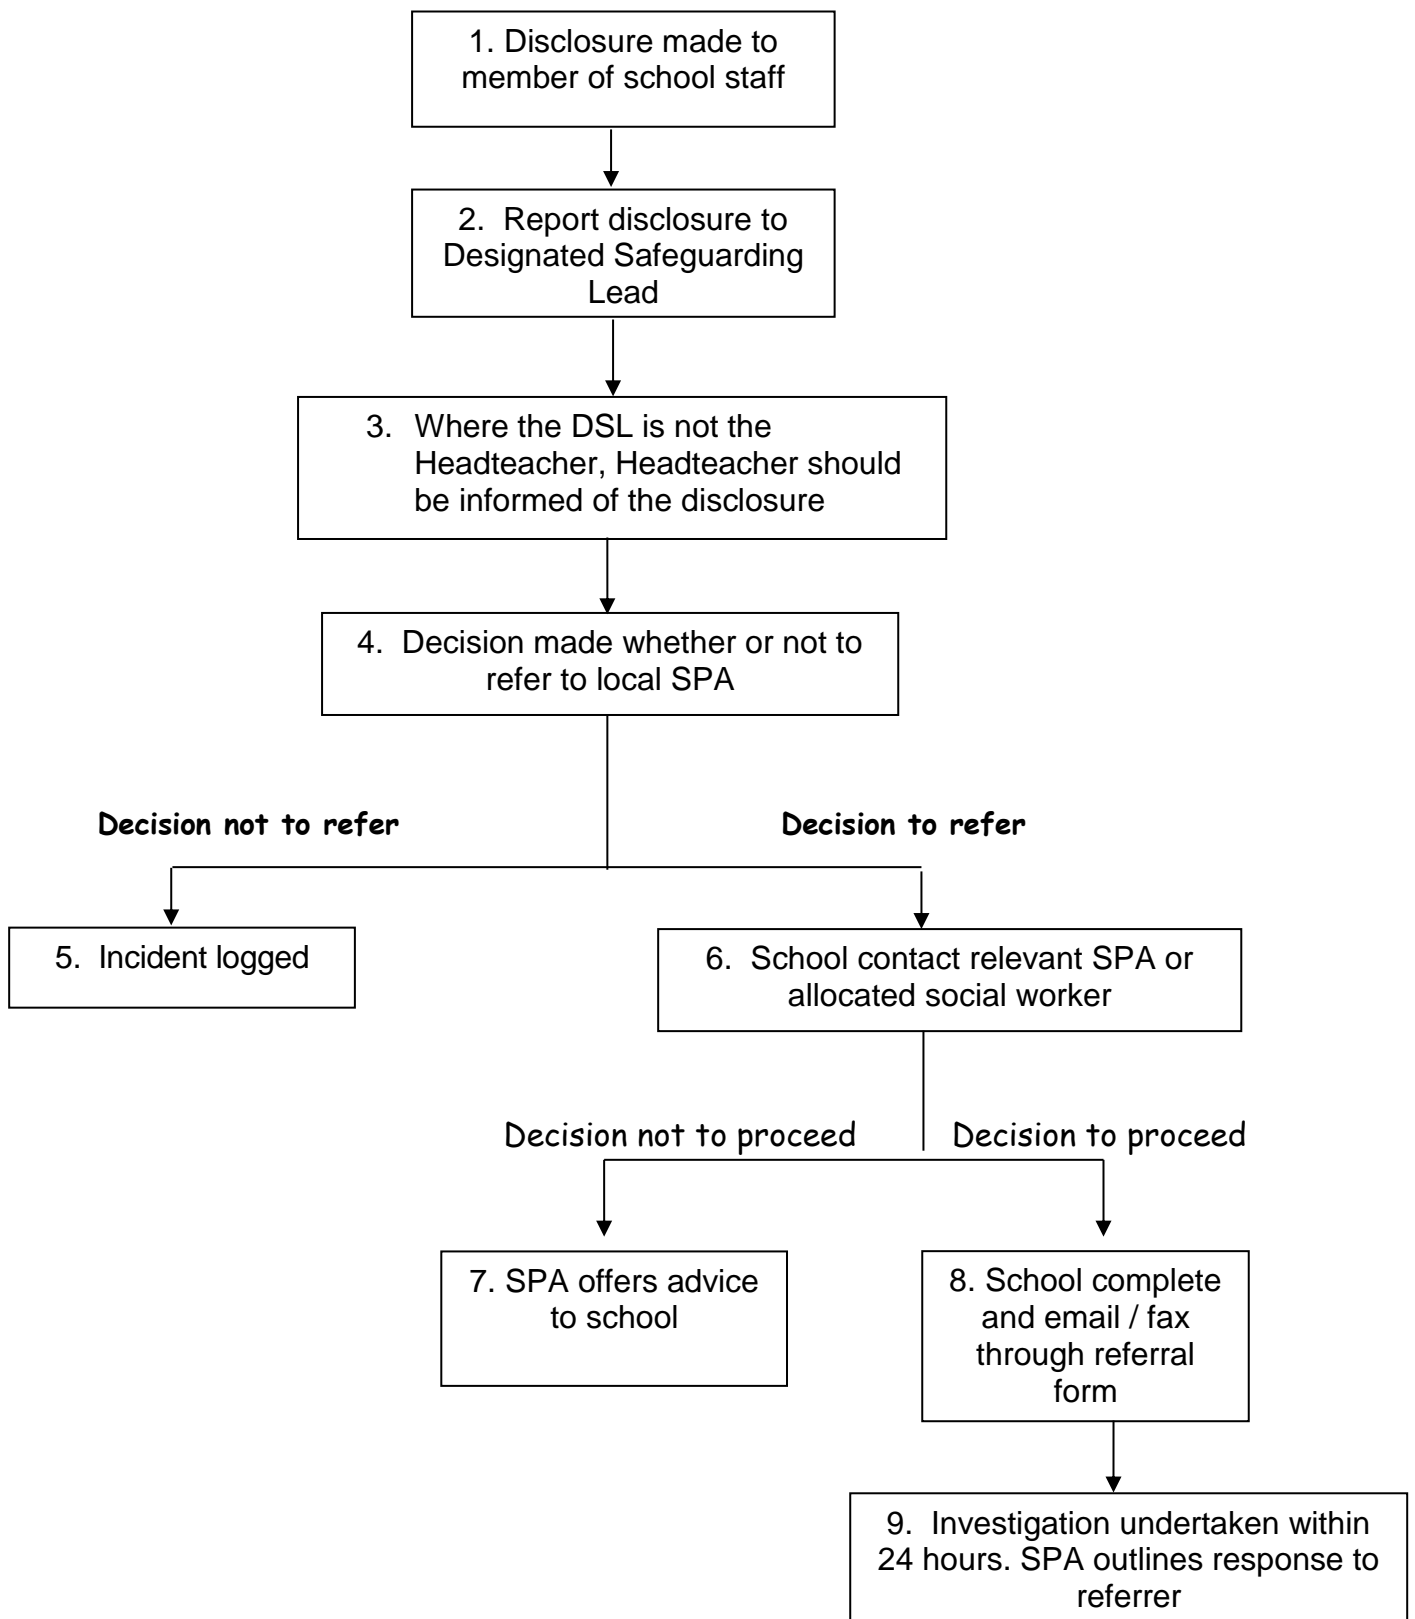 1. Disclosure made to
member of school staff
2. Report disclosure to
Designated Safeguarding
Lead
3. Where the DSL is not the
Headteacher, Headteacher should
be informed of the disclosure
4. Decision made whether or not to
refer to local SPA
Decision not to refer
Decision to refer
5. Incident logged
6. School contact relevant SPA or
allocated social worker
Decision not to proceed
Decision to proceed
7. SPA offers advice
to school
8. School complete
and email / fax
through referral
form
9. Investigation undertaken within
24 hours. SPA outlines response to
referrer